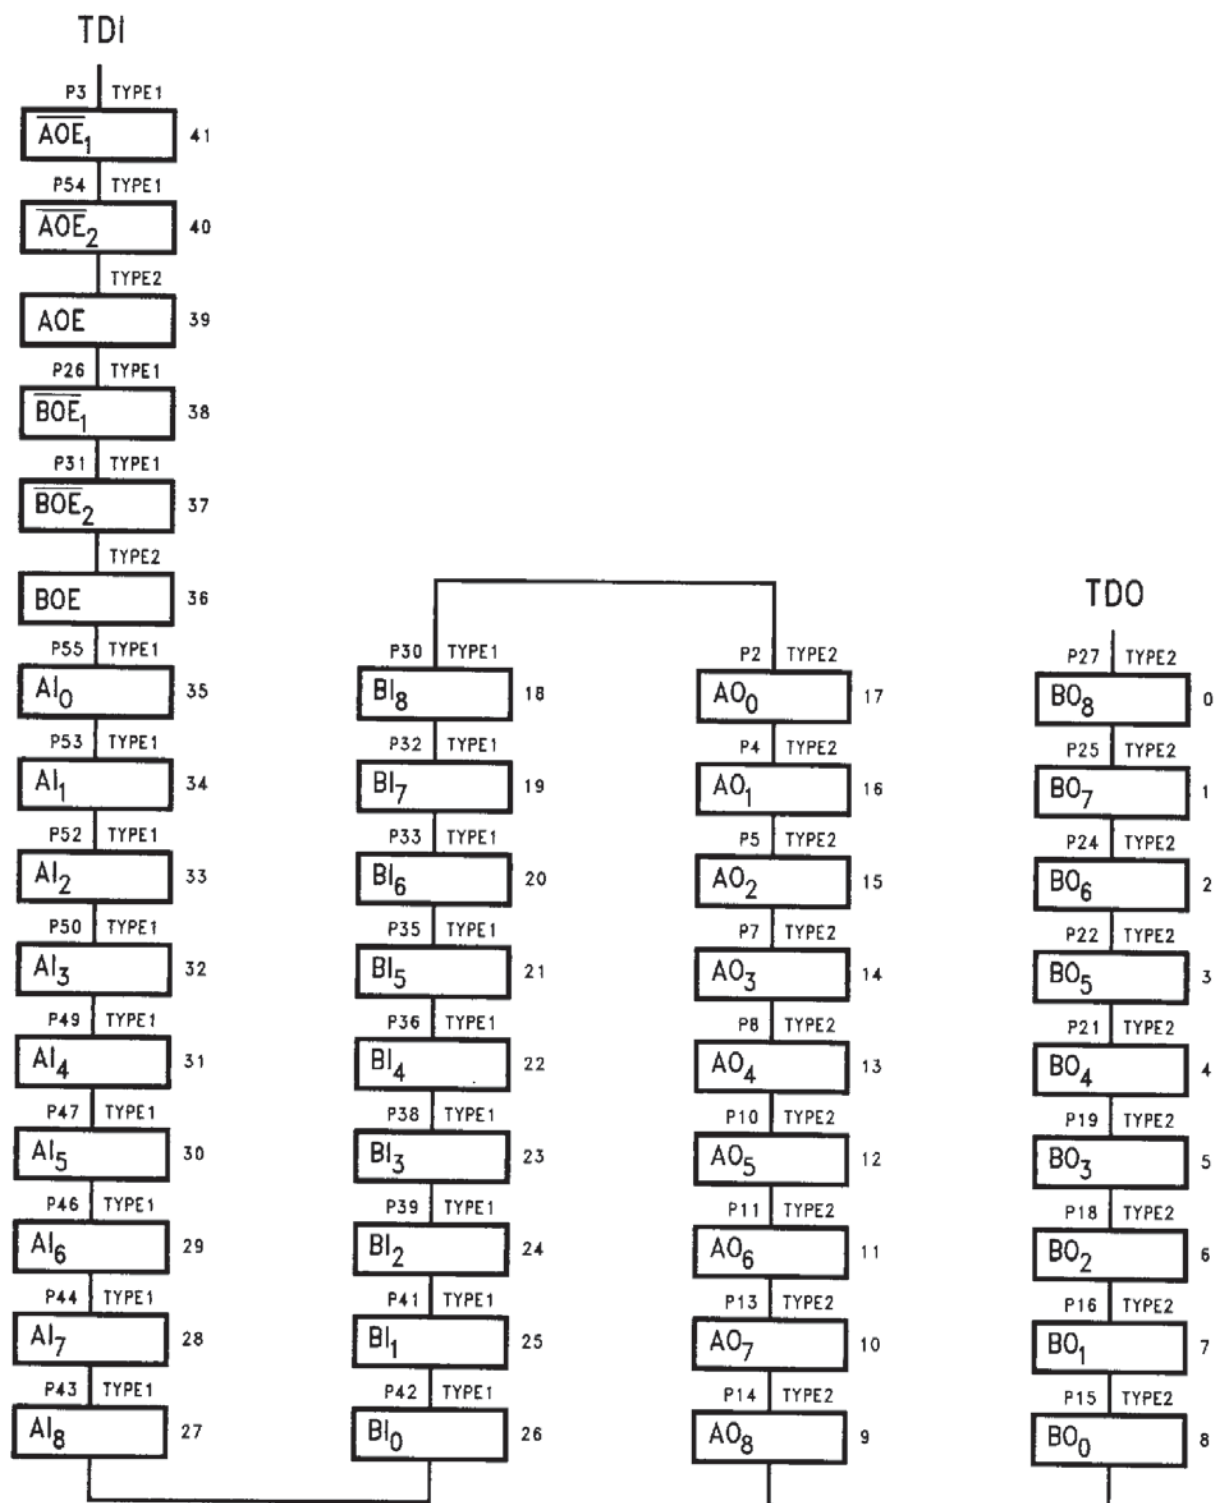 TDI
P3 TYPE1
AOE1 41
P54 TYPE1
AOE2 40
TYPE2
AOE 39
P26 TYPE1
BOE1 38
P31 TYPE1
BOE2 37
TYPE2
BOE 36
P55 TYPE1
AI0 35
P53 TYPE1
AI1 34
P52 TYPE1
AI2 33
P50 TYPE1
AI3 32
P49 TYPE1
AI4 31
P47 TYPE1
AI5 30
P46 TYPE1
AI6 29
P44 TYPE1
AI7 28
P43 TYPE1
AI8 27
P30 TYPE1
BI8 18
P32 TYPE1
BI7 19
P33 TYPE1
BI6 20
P35 TYPE1
BI5 21
P36 TYPE1
BI4 22
P38 TYPE1
BI3 23
P39 TYPE1
BI2 24
P41 TYPE1
BI1 25
P42 TYPE1
BI0 26
P2 TYPE2
AO0 17
P4 TYPE2
AO1 16
P5 TYPE2
AO2 15
P7 TYPE2
AO3 14
P8 TYPE2
AO4 13
P10 TYPE2
AO5 12
P11 TYPE2
AO6 11
P13 TYPE2
AO7 10
P14 TYPE2
AO8 9
TDO
P27 TYPE2
BO8 0
P25 TYPE2
BO7 1
P24 TYPE2
BO6 2
P22 TYPE2
BO5 3
P21 TYPE2
BO4 4
P19 TYPE2
BO3 5
P18 TYPE2
BO2 6
P16 TYPE2
BO1 7
P15 TYPE2
BO0 8